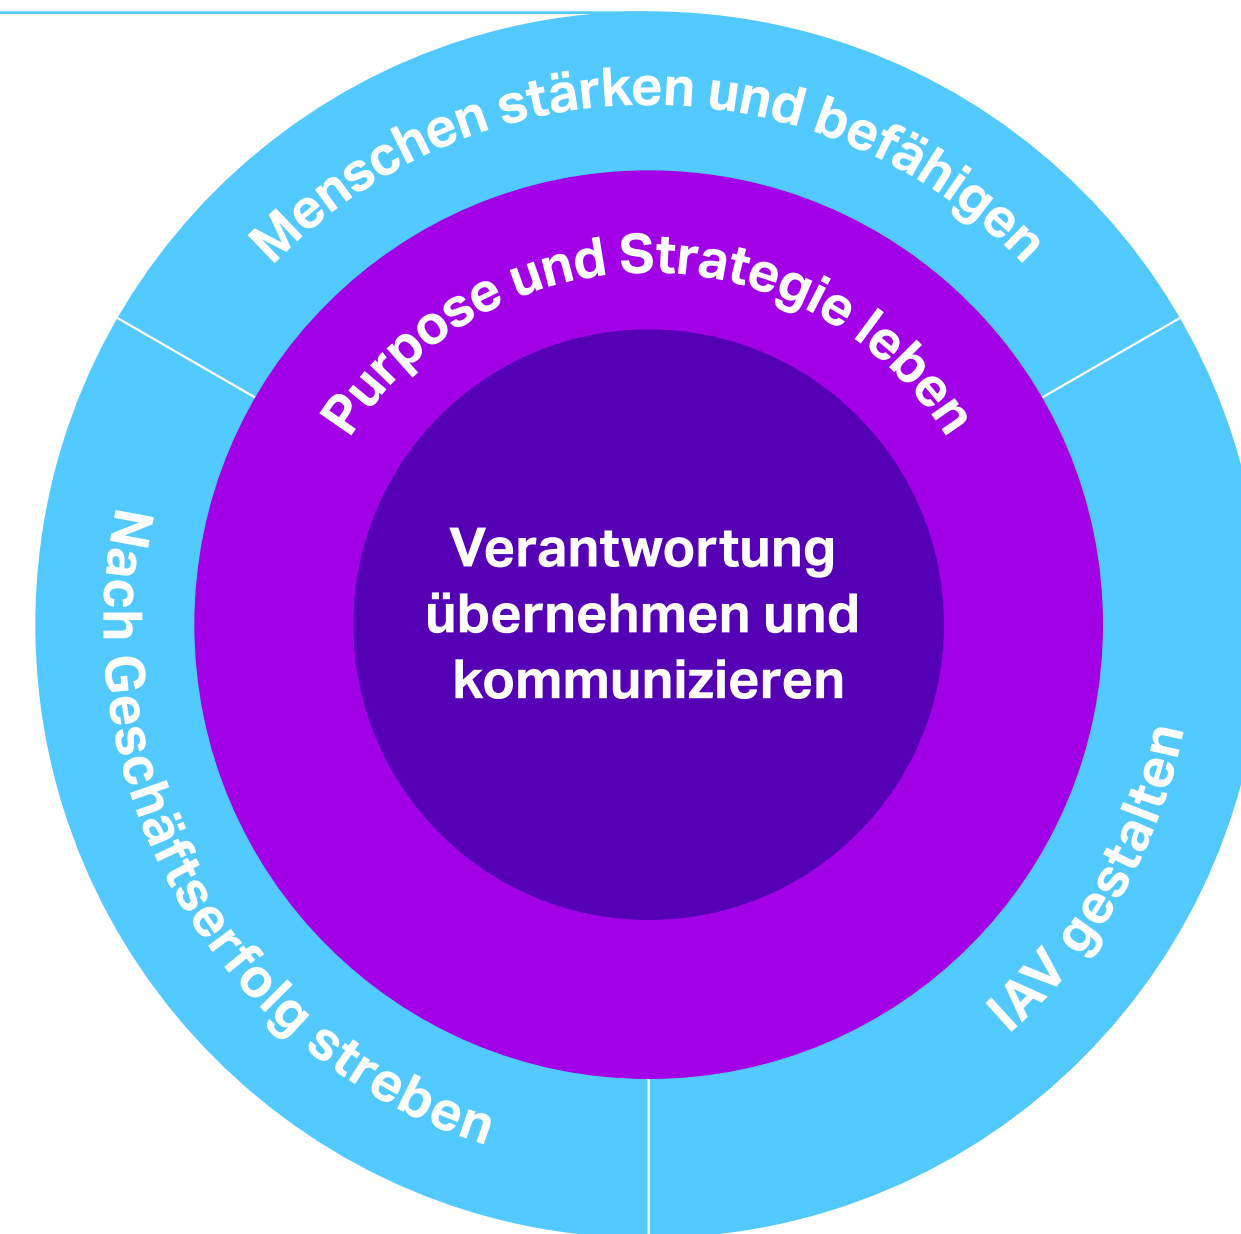 Menschen stärken und befähigen
Purpose und Strategie leben
Verantwortung
übernehmen und
kommunizieren
Nach Geschäftserfolg streben
IAV gestalten